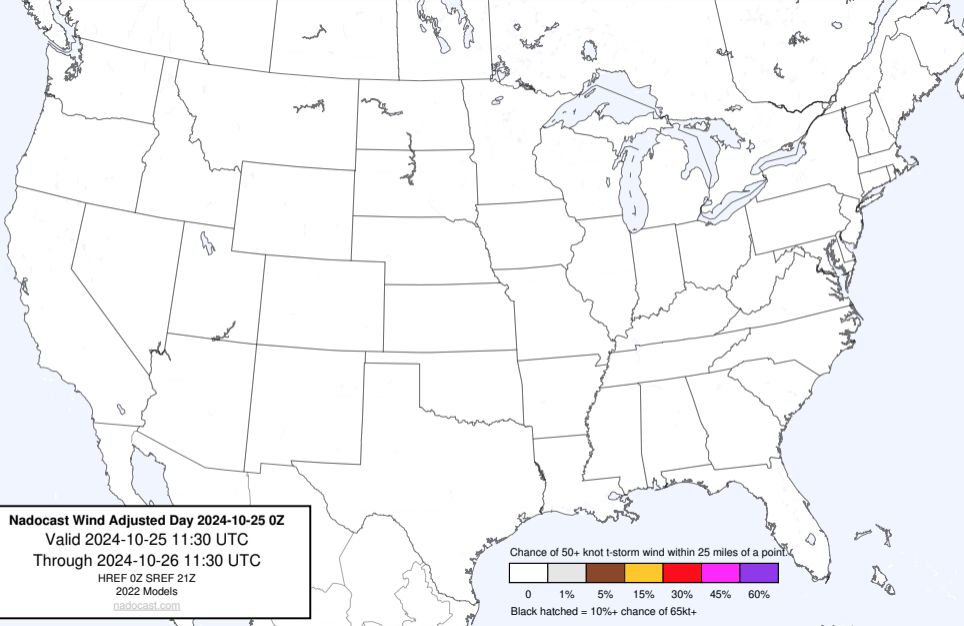 Nadocast Wind Adjusted Day 2024-10-25 0Z
Valid 2024-10-25 11:30 UTC
Through 2024-10-26 11:30 UTC
HREF 0Z SREF 21Z
2022 Models
nadocast.com
Chance of 50+ knot t-storm wind within 25 miles of a point.
0 1% 5% 15% 30% 45% 60%
Black hatched = 10%+ chance of 65kt+